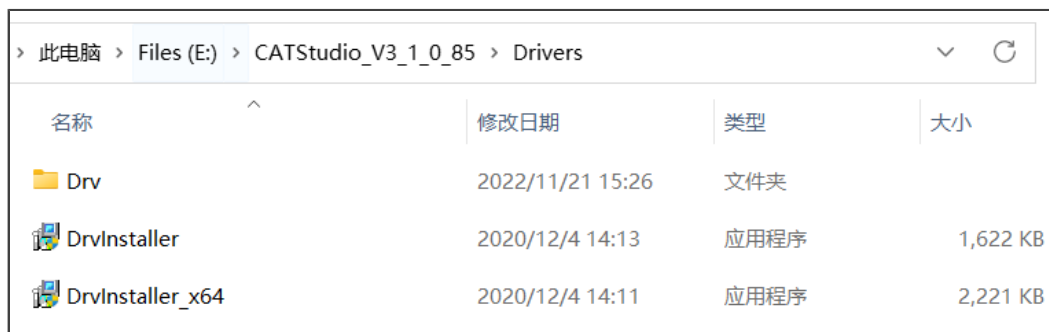 > 此电脑 > Files (E:) > CATStudio_V3_1_0_85 > Drivers
名称 修改日期 类型 大小
Drv 2022/11/21 15:26 文件夹
DrvInstaller 2020/12/4 14:13 应用程序 1,622 KB
DrvInstaller_x64 2020/12/4 14:11 应用程序 2,221 KB